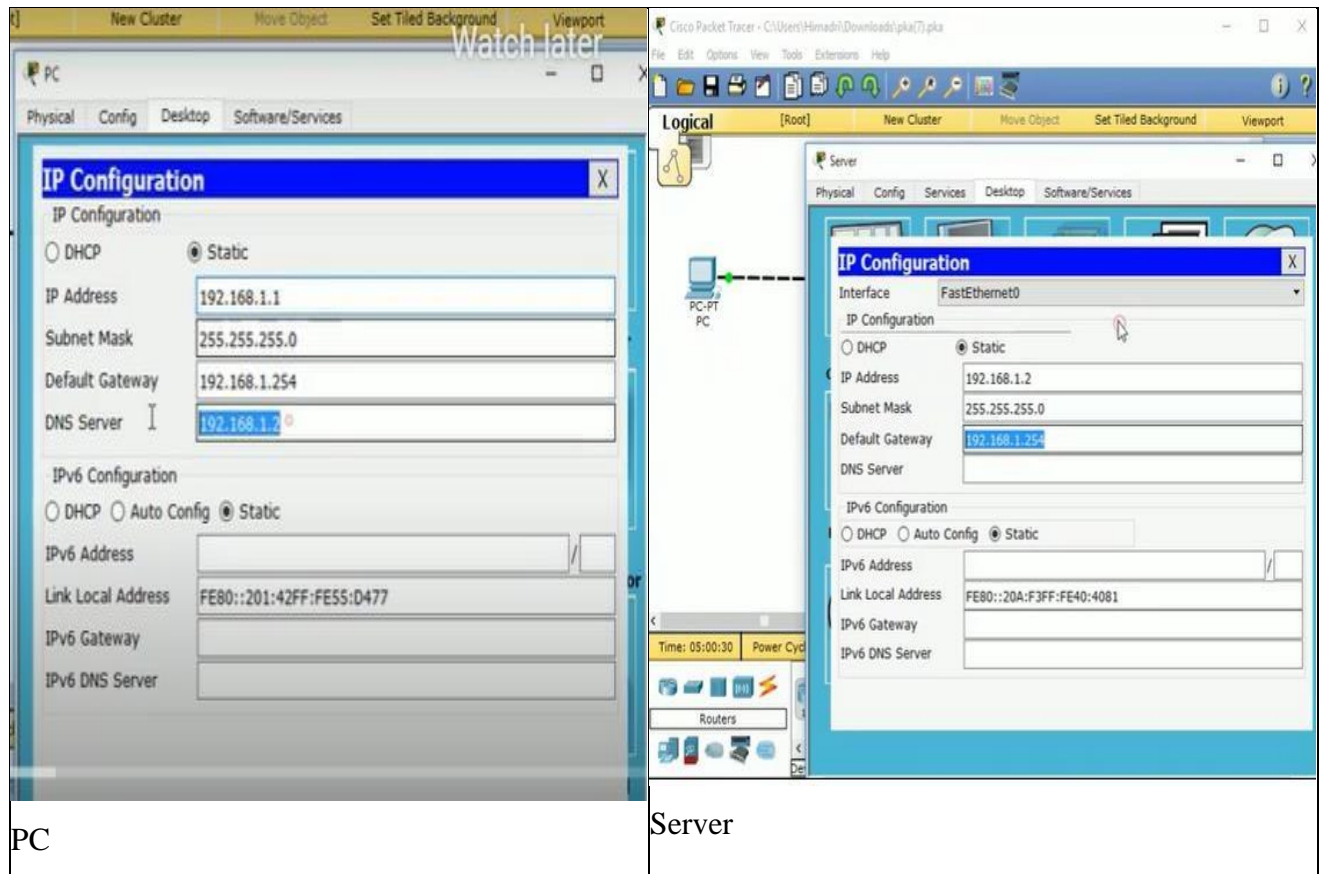 New Cluster Move Object Set Tiled Background Viewport
Watch later
PC
Physical Config Desktop Software/Services
IP Configuration X
IP Configuration
DHCP Static
IP Address 192.168.1.1
Subnet Mask 255.255.255.0
Default Gateway 192.168.1.254
DNS Server 192.168.1.2
IPv6 Configuration
DHCP Auto Config Static
IPv6 Address /
Link Local Address FE80::201:42FF:FE55:D477
IPv6 Gateway
IPv6 DNS Server
PC
Cisco Packet Tracer - C:\Users\Himadri\Downloads\pka(7).pka
File Edit Options View Tools Extensions Help
Logical [Root] New Cluster Move Object Set Tiled Background Viewport
PC-PT
PC
Server
Physical Config Services Desktop Software/Services
IP Configuration X
Interface FastEthernet0
IP Configuration
DHCP Static
IP Address 192.168.1.2
Subnet Mask 255.255.255.0
Default Gateway 192.168.1.254
DNS Server
IPv6 Configuration
DHCP Auto Config Static
IPv6 Address /
Link Local Address FE80::20A:F3FF:FE40:4081
IPv6 Gateway
IPv6 DNS Server
Time: 05:00:30 Power Cycl
Routers
Server